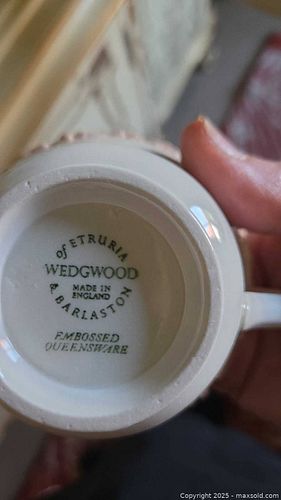 of ETRURIA
WEDGWOOD
MADE IN
ENGLAND
& BARLASTON
EMBOSSED
QUEENSWARE
Copyright © 2025 - maxsold.com